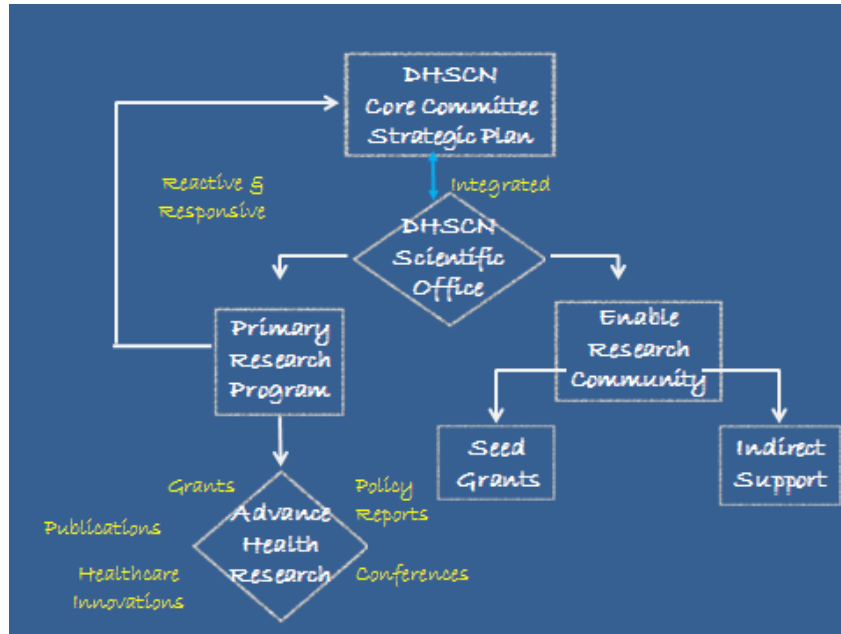 DHSCN
Core Committee
Strategic Plan
Reactive &
Responsive
Integrated
DHSCN
Scientific
Office
Primary
Research
Program
Enable
Research
Community
Seed
Grants
Indirect
Support
Grants
Policy
Reports
Publications
Advance
Health
Research
Healthcare
Innovations
Conferences